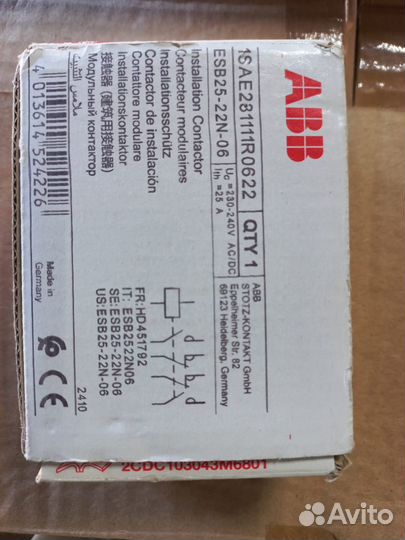 ABB
1SAE231111R0622
QTY 1
ESB25-22N-06
Uc =230-240V AC/DC
Ith =25 A
Installation Contactor
Contacteur modulaires
Installationsschütz
Contactor de instalación
Contattore modulare
Installationskontaktor
接触器 (建筑用接触器)
Модульный контактор
ملامس التثبيت
4 013614 524226
ABB
STOTZ-KONTAKT GmbH
Eppelheimer Str. 82
69123 Heidelberg, Germany
FR:HD451792
IT: ESB2522N06
SE:ESB25-22N-06
US:ESB25-22N-06
Made in
Germany
2410
2CDC103043M6801
Avito